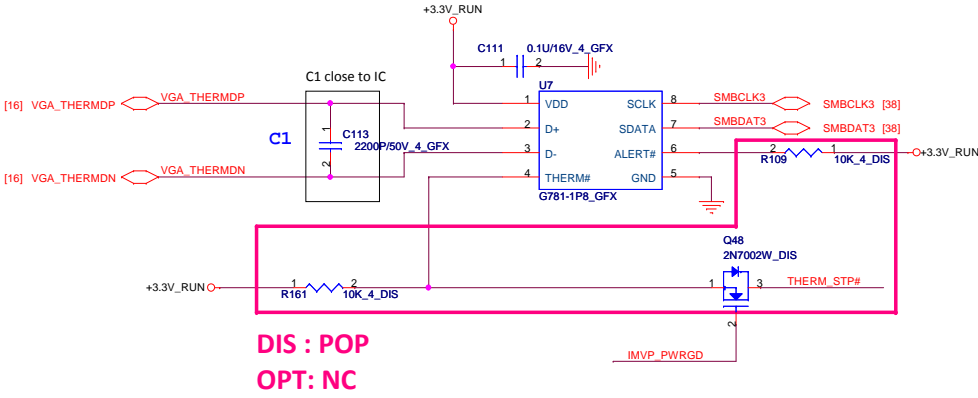 +3.3V_RUN
C111 0.1U/16V_4_GFX
1 2
C1 close to IC
U7
[16] VGA_THERMDP VGA_THERMDP
1 VDD SCLK 8 SMBCLK3 SMBCLK3 [38]
C1
1
C113
2200P/50V_4_GFX
2
2 D+ SDATA 7 SMBDAT3 SMBDAT3 [38]
3 D- ALERT# 6
2 1
R109 10K_4_DIS
+3.3V_RUN
[16] VGA_THERMDN VGA_THERMDN
4 THERM# GND 5
G781-1P8_GFX
Q48
2N7002W_DIS
+3.3V_RUN
1 2
R161 10K_4_DIS
1 3 THERM_STP#
2
DIS : POP
IMVP_PWRGD
OPT: NC